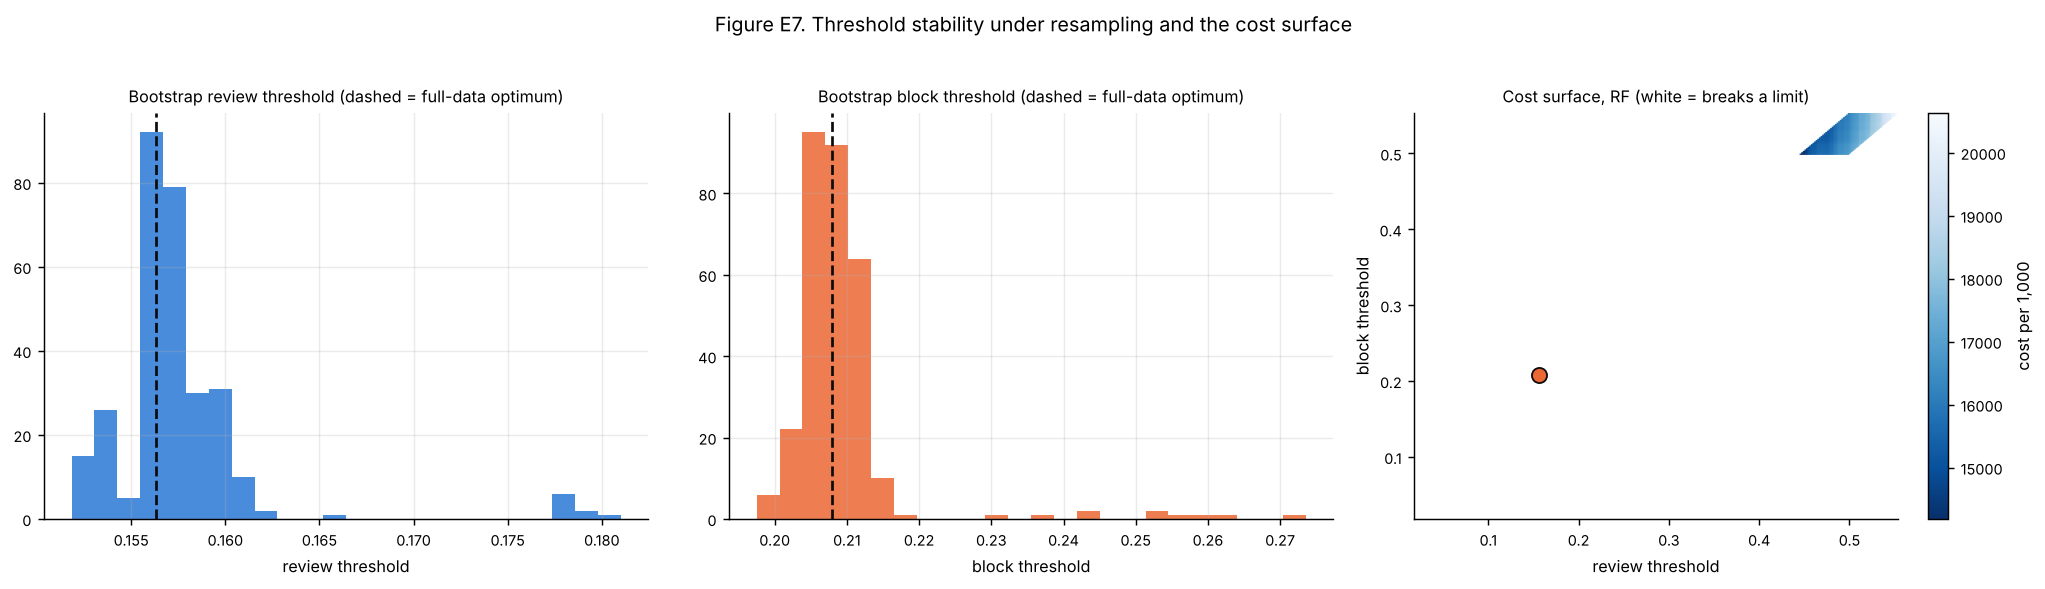 Figure E7. Threshold stability under resampling and the cost surface
Bootstrap review threshold (dashed = full-data optimum)
80
60
40
20
0
0.155 0.160 0.165 0.170 0.175 0.180
review threshold
Bootstrap block threshold (dashed = full-data optimum)
80
60
40
20
0
0.20 0.21 0.22 0.23 0.24 0.25 0.26 0.27
block threshold
Cost surface, RF (white = breaks a limit)
block threshold
0.5
0.4
0.3
0.2
0.1
0.1 0.2 0.3 0.4 0.5
review threshold
20000
19000
18000
17000
16000
15000
cost per 1,000